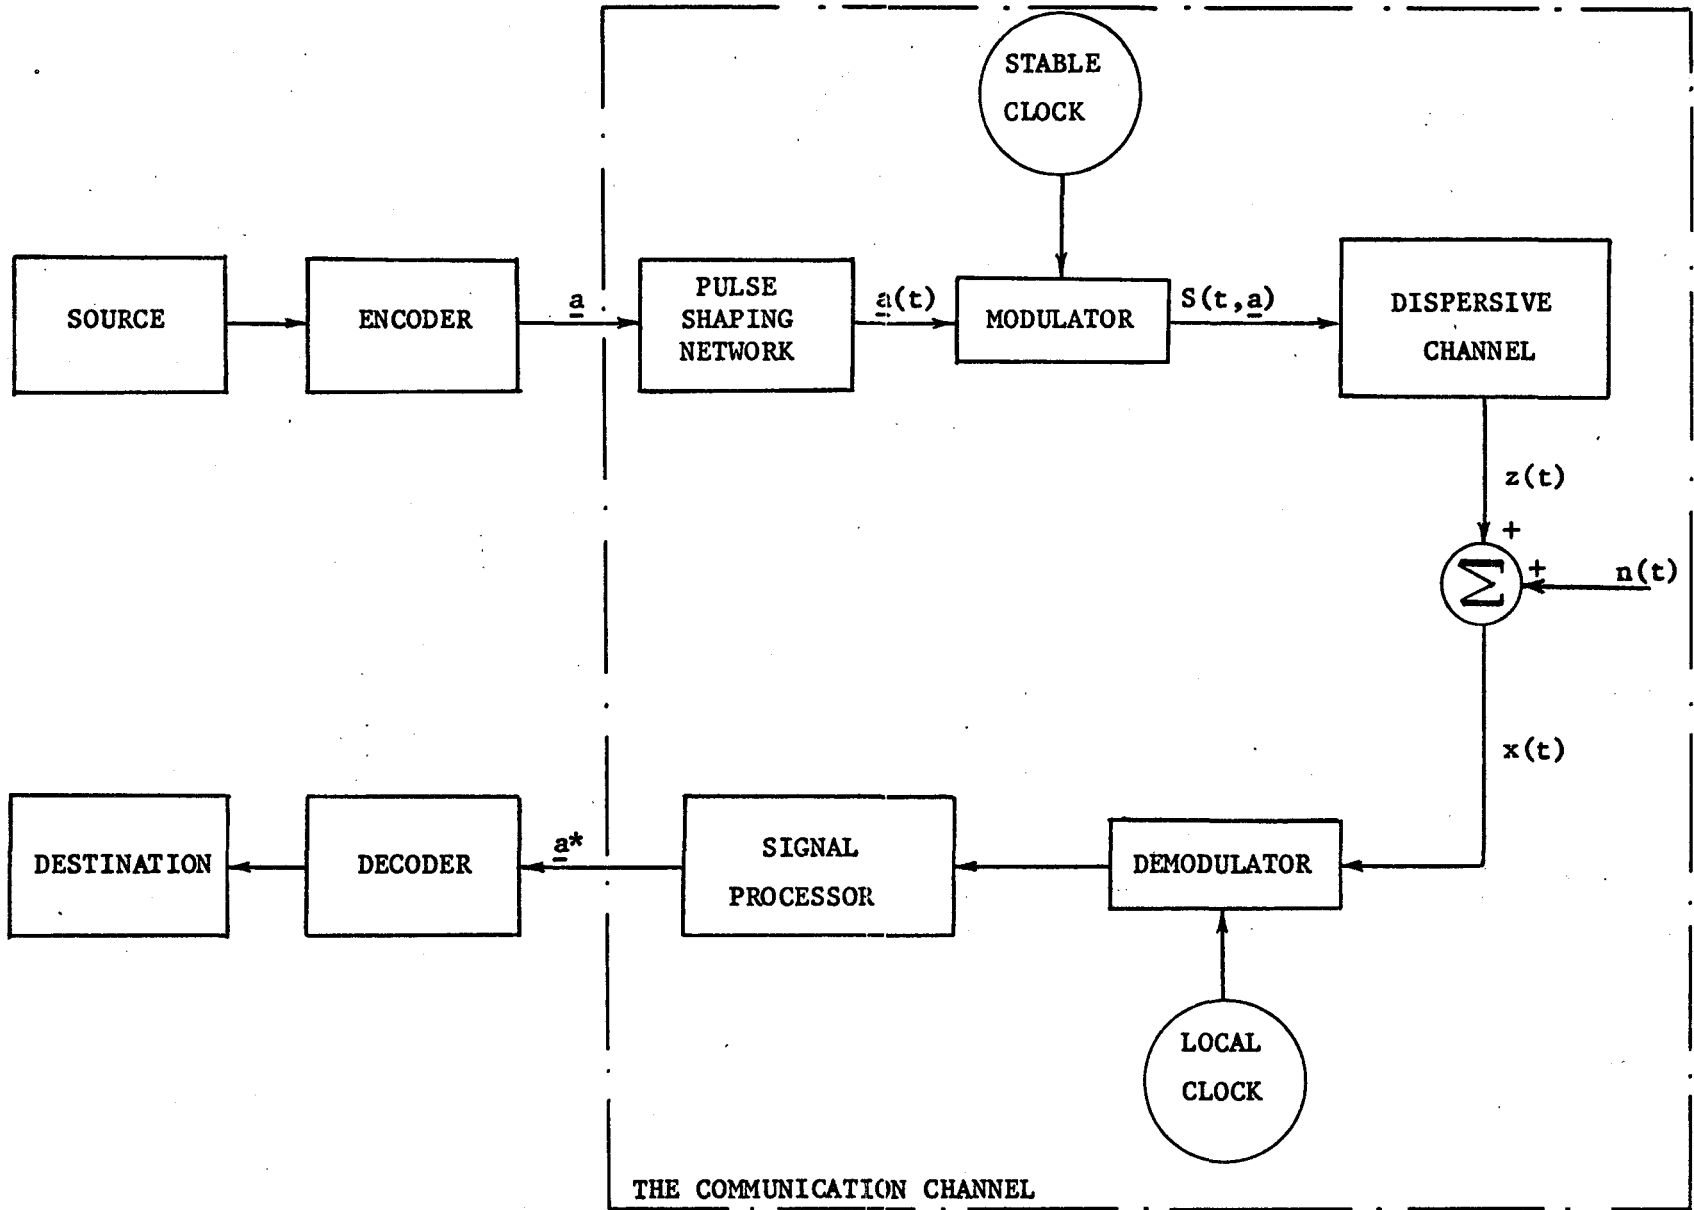 STABLE
CLOCK
SOURCE
ENCODER
a
PULSE
SHAPING
NETWORK
a(t)
MODULATOR
S(t,a)
DISPERSIVE
CHANNEL
z(t)
+
+
Σ
n(t)
x(t)
DESTINATION
DECODER
a*
SIGNAL
PROCESSOR
DEMODULATOR
LOCAL
CLOCK
THE COMMUNICATION CHANNEL